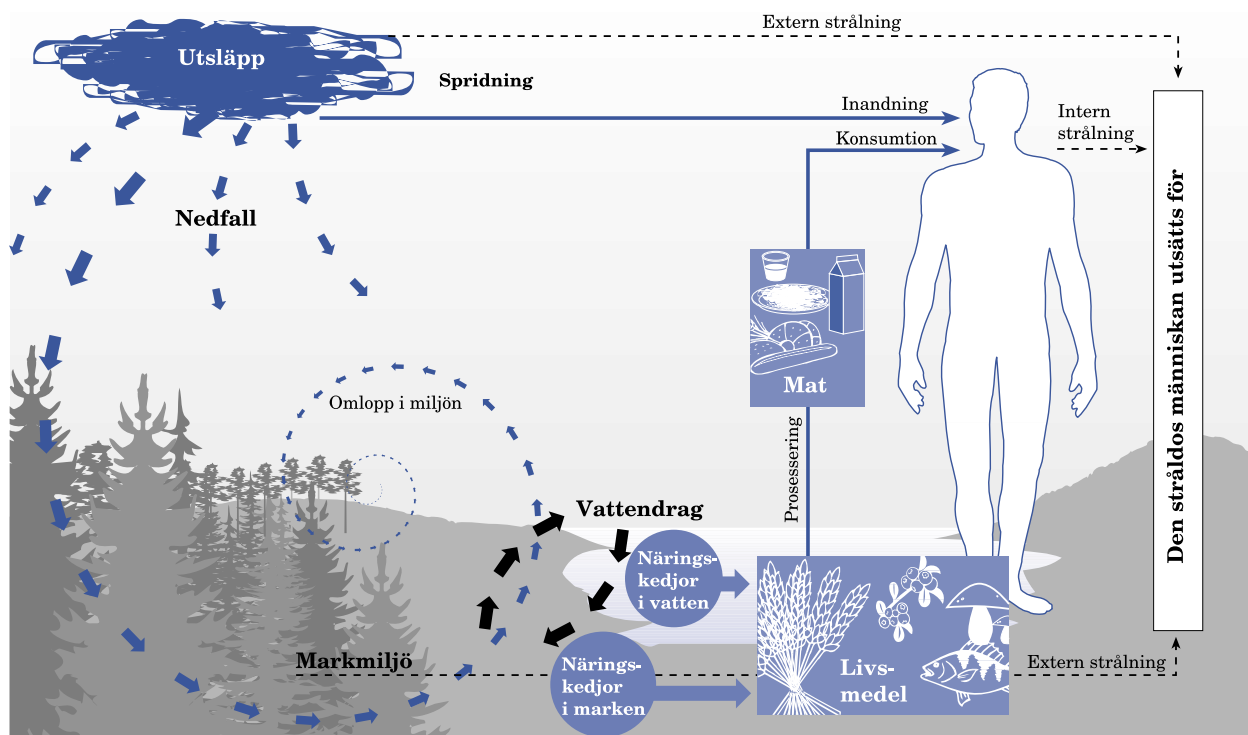 Extern strålning
Utsläpp
Spridning
Inandning
Konsumtion
Intern
strålning
Nedfall
Den stråldos människan utsätts för
Mat
Omlopp i miljön
Prosessering
Vattendrag
Närings-
kedjor
i vatten
Markmiljö
Närings-
kedjor
i marken
Livs-
medel
Extern strålning